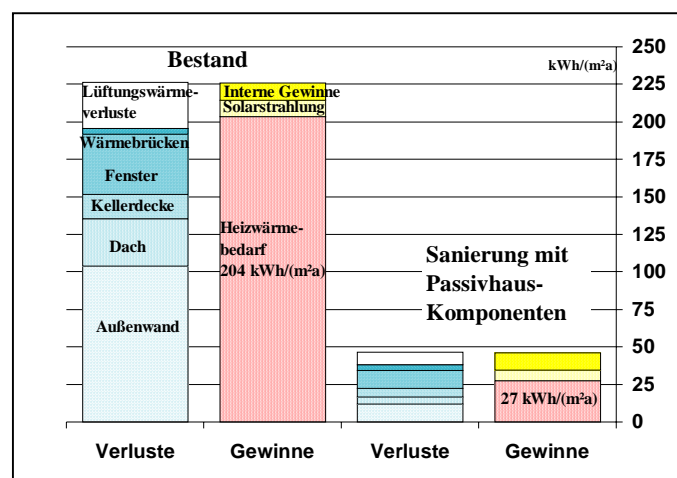 Bestand
kWh/(m²a)
250
225
200
175
150
125
100
75
50
25
0
Lüftungswärme-
verluste
Wärmebrücken
Fenster
Kellerdecke
Dach
Außenwand
Interne Gewinne
Solarstrahlung
Heizwärme-
bedarf
204 kWh/(m²a)
Sanierung mit
Passivhaus-
Komponenten
27 kWh/(m²a)
Verluste
Gewinne
Verluste
Gewinne